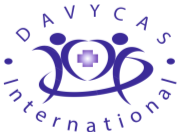 DAVYCAS
• International •